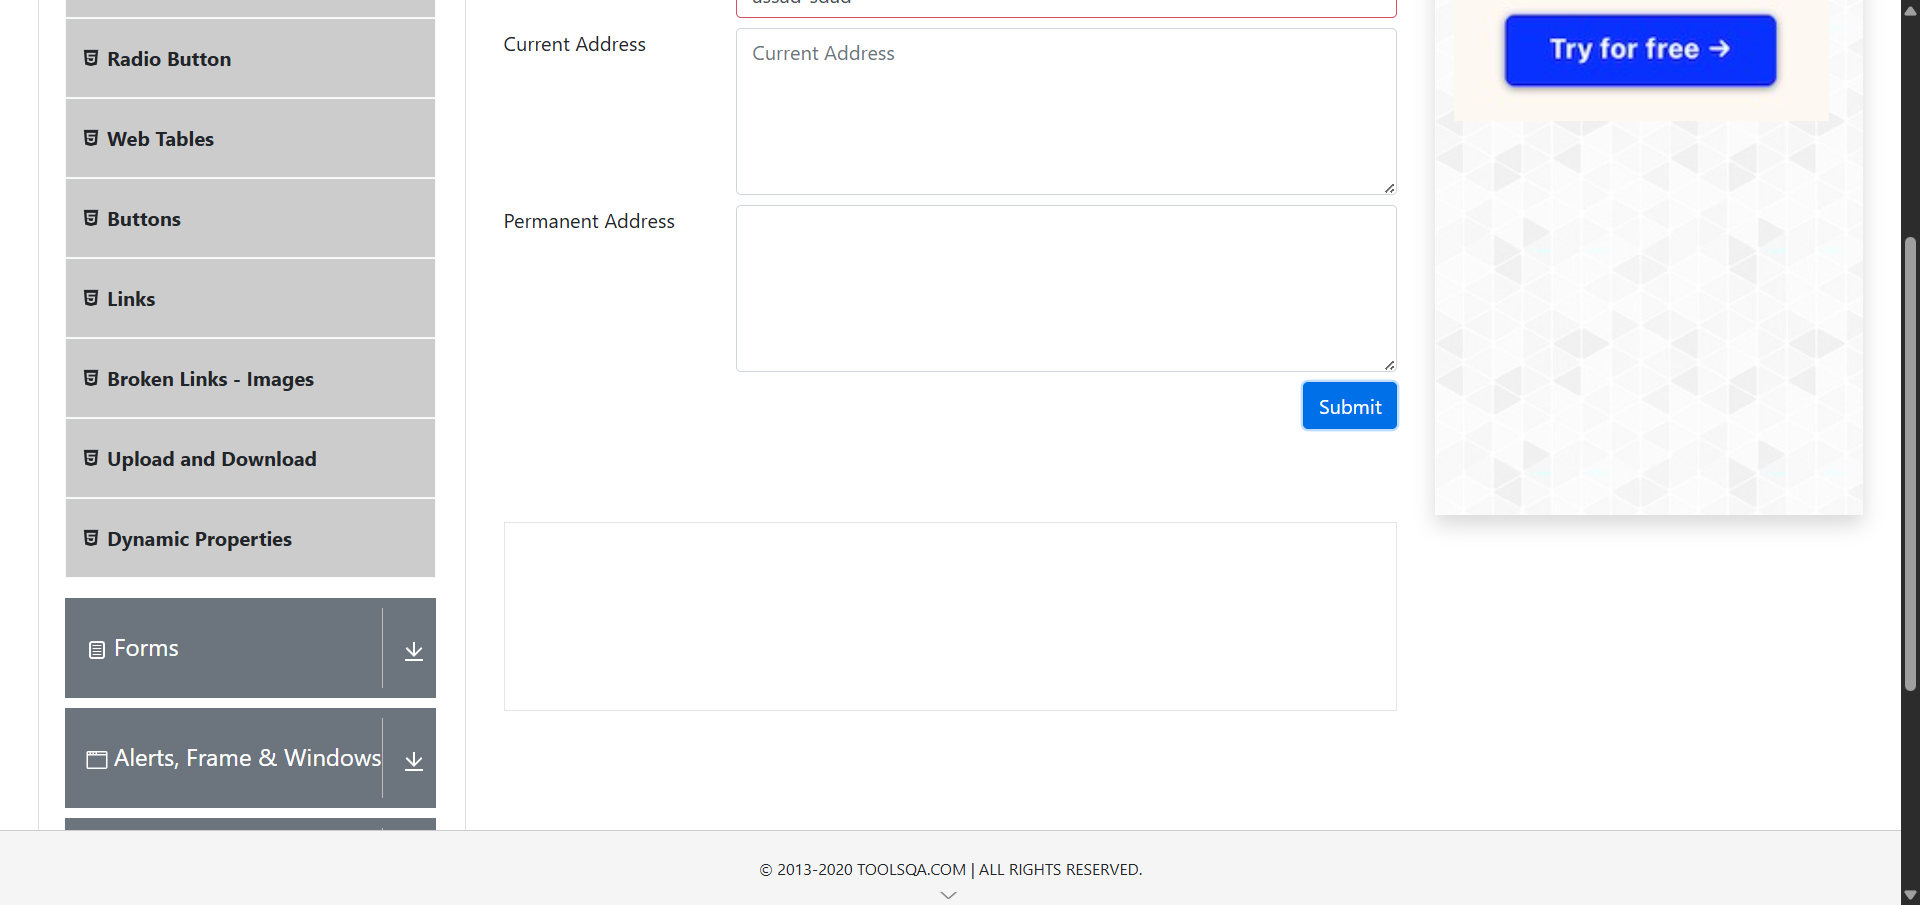 Radio Button
Web Tables
Buttons
Links
Broken Links - Images
Upload and Download
Dynamic Properties
Forms
Alerts, Frame & Windows
Current Address
Current Address
Permanent Address
Submit
Try for free →
© 2013-2020 TOOLSQA.COM | ALL RIGHTS RESERVED.